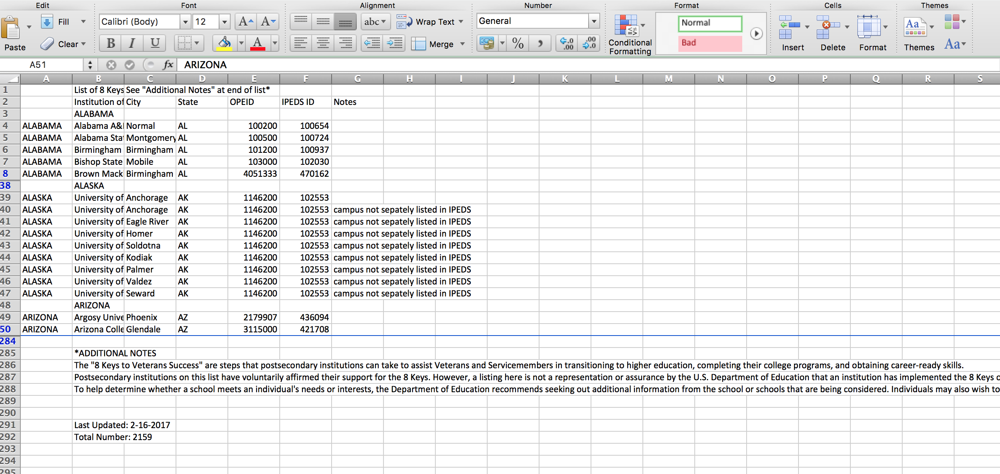 Edit Font Alignment Number Format Cells Themes
Paste Fill Clear Calibri (Body) 12 A A abc Wrap Text General Conditional Formatting Normal Bad Insert Delete Format Themes Aa
B I U A Merge % , .0 .00 .00 .0
A51 fx ARIZONA
A B C D E F G H I J K L M N O P Q R S
1 List of 8 Keys See "Additional Notes" at end of list*
2 Institution of City State OPEID IPEDS ID Notes
3 ALABAMA
4 ALABAMA Alabama A& Normal AL 100200 100654
5 ALABAMA Alabama Sta Montgomery AL 100500 100724
6 ALABAMA Birmingham Birmingham AL 101200 100937
7 ALABAMA Bishop State Mobile AL 103000 102030
8 ALABAMA Brown Mack Birmingham AL 4051333 470162
38 ALASKA
39 ALASKA University of Anchorage AK 1146200 102553
40 ALASKA University of Anchorage AK 1146200 102553 campus not sepately listed in IPEDS
41 ALASKA University of Eagle River AK 1146200 102553 campus not sepately listed in IPEDS
42 ALASKA University of Homer AK 1146200 102553 campus not sepately listed in IPEDS
43 ALASKA University of Soldotna AK 1146200 102553 campus not sepately listed in IPEDS
44 ALASKA University of Kodiak AK 1146200 102553 campus not sepately listed in IPEDS
45 ALASKA University of Palmer AK 1146200 102553 campus not sepately listed in IPEDS
46 ALASKA University of Valdez AK 1146200 102553 campus not sepately listed in IPEDS
47 ALASKA University of Seward AK 1146200 102553 campus not sepately listed in IPEDS
48 ARIZONA
49 ARIZONA Argosy Unive Phoenix AZ 2179907 436094
50 ARIZONA Arizona Colle Glendale AZ 3115000 421708
284
285 *ADDITIONAL NOTES
286 The "8 Keys to Veterans Success" are steps that postsecondary institutions can take to assist Veterans and Servicemembers in transitioning to higher education, completing their college programs, and obtaining career-ready skills.
287 Postsecondary institutions on this list have voluntarily affirmed their support for the 8 Keys. However, a listing here is not a representation or assurance by the U.S. Department of Education that an institution has implemented the 8 Keys
288 To help determine whether a school meets an individual's needs or interests, the Department of Education recommends seeking out additional information from the school or schools that are being considered. Individuals may also wish to
289
290
291 Last Updated: 2-16-2017
292 Total Number: 2159
293
294
295